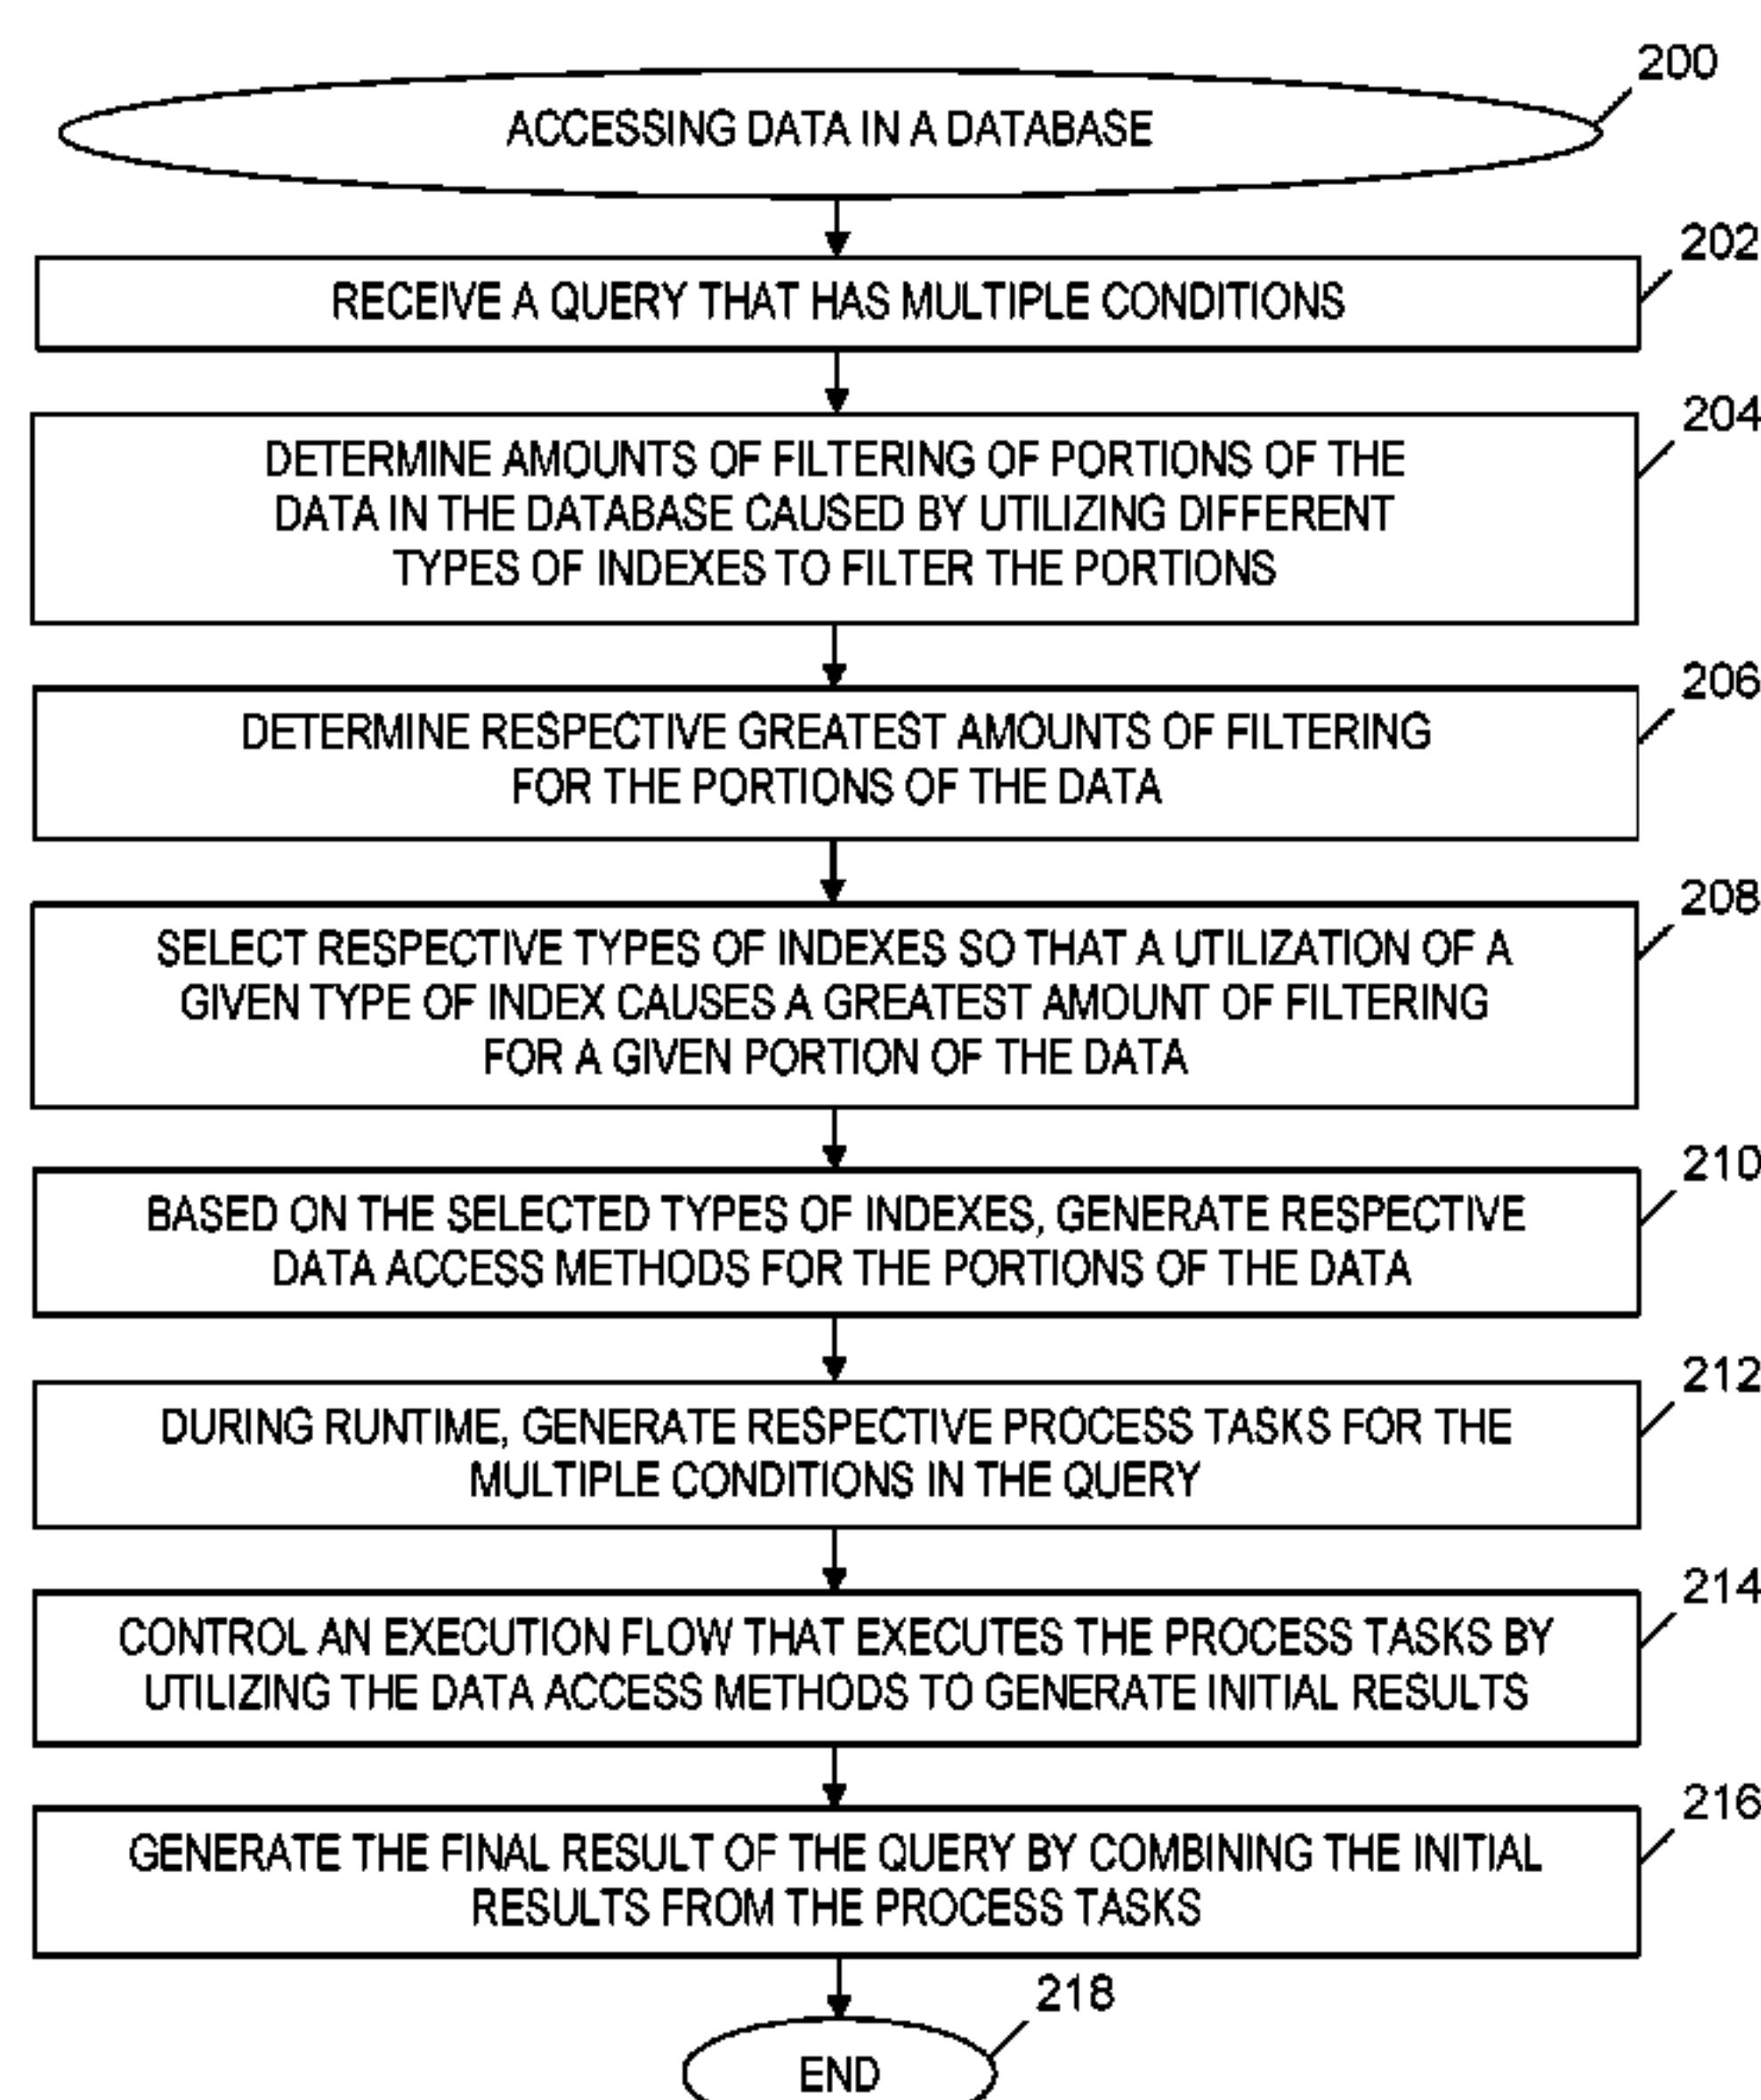 200
ACCESSING DATA IN A DATABASE
202
RECEIVE A QUERY THAT HAS MULTIPLE CONDITIONS
204
DETERMINE AMOUNTS OF FILTERING OF PORTIONS OF THE
DATA IN THE DATABASE CAUSED BY UTILIZING DIFFERENT
TYPES OF INDEXES TO FILTER THE PORTIONS
206
DETERMINE RESPECTIVE GREATEST AMOUNTS OF FILTERING
FOR THE PORTIONS OF THE DATA
208
SELECT RESPECTIVE TYPES OF INDEXES SO THAT A UTILIZATION OF A
GIVEN TYPE OF INDEX CAUSES A GREATEST AMOUNT OF FILTERING
FOR A GIVEN PORTION OF THE DATA
210
BASED ON THE SELECTED TYPES OF INDEXES, GENERATE RESPECTIVE
DATA ACCESS METHODS FOR THE PORTIONS OF THE DATA
212
DURING RUNTIME, GENERATE RESPECTIVE PROCESS TASKS FOR THE
MULTIPLE CONDITIONS IN THE QUERY
214
CONTROL AN EXECUTION FLOW THAT EXECUTES THE PROCESS TASKS BY
UTILIZING THE DATA ACCESS METHODS TO GENERATE INITIAL RESULTS
216
GENERATE THE FINAL RESULT OF THE QUERY BY COMBINING THE INITIAL
RESULTS FROM THE PROCESS TASKS
218
END